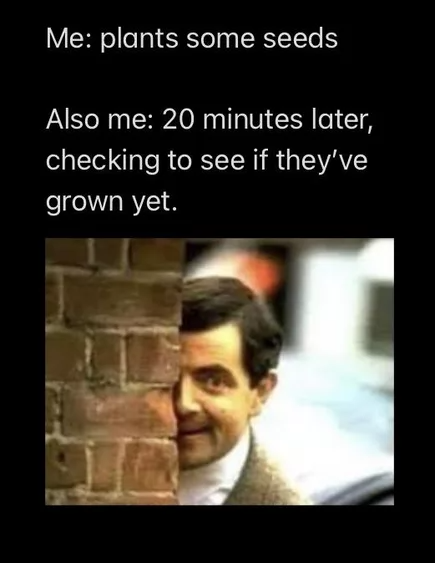 Me: plants some seeds
Also me: 20 minutes later,
checking to see if they’ve
grown yet.